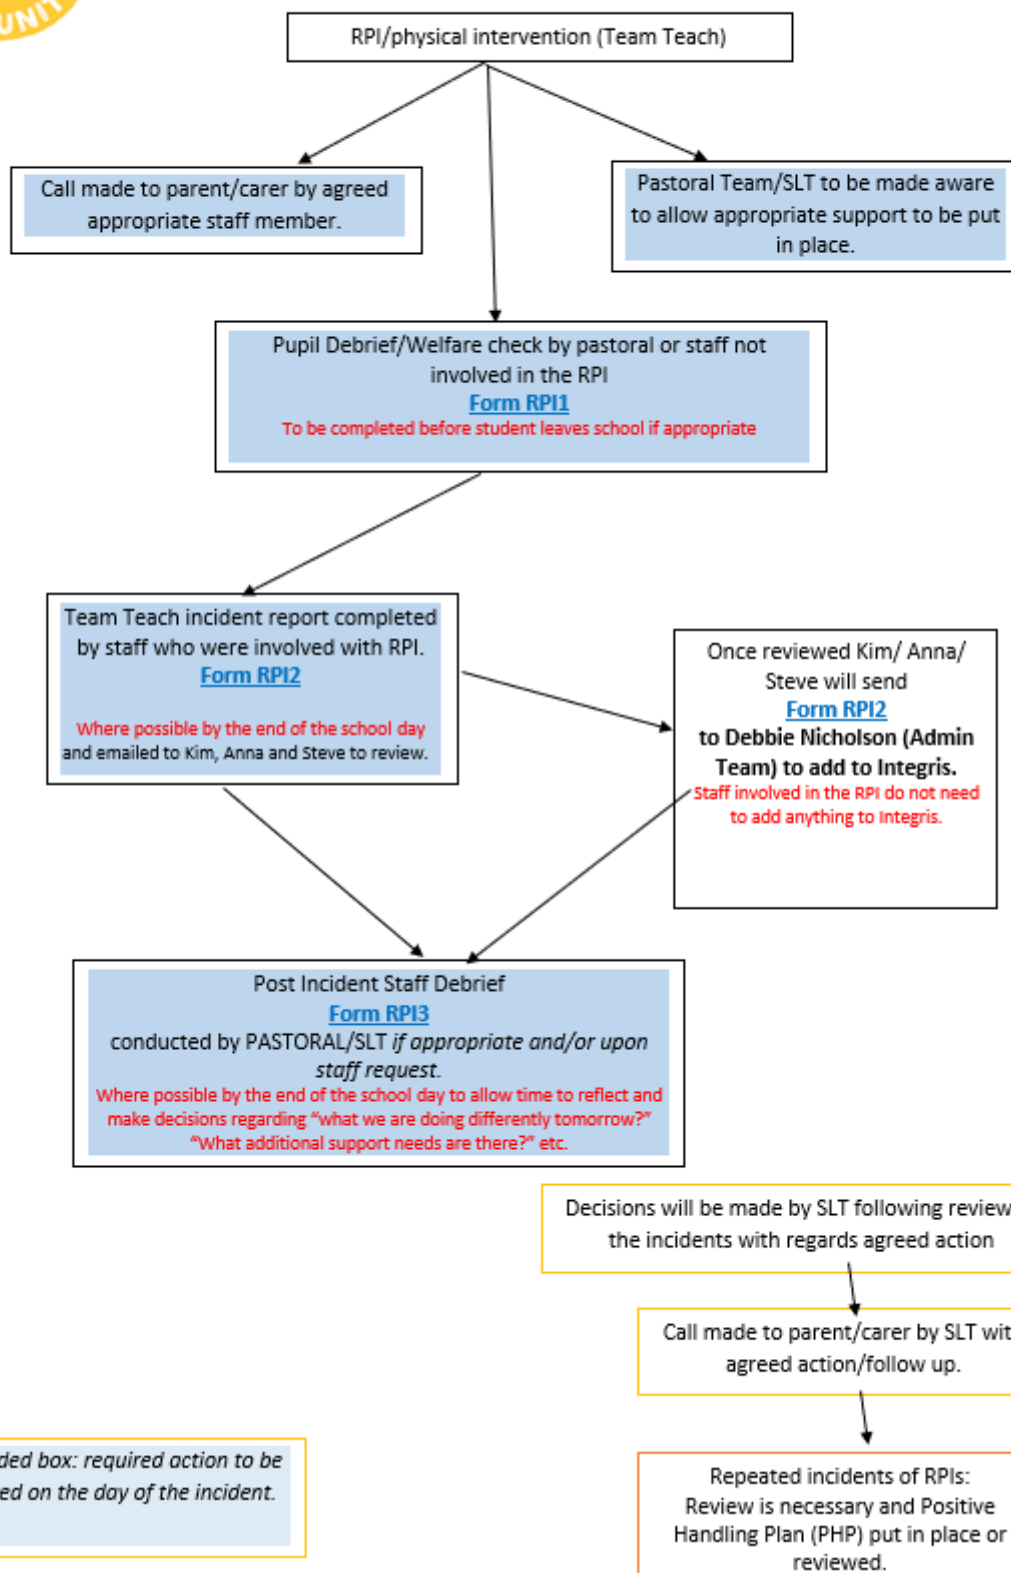 UNIT
RPI/physical intervention (Team Teach)
Call made to parent/carer by agreed
appropriate staff member.
Pastoral Team/SLT to be made aware
to allow appropriate support to be put
in place.
Pupil Debrief/Welfare check by pastoral or staff not
involved in the RPI
Form RPI1
To be completed before student leaves school if appropriate
Team Teach incident report completed
by staff who were involved with RPI.
Form RPI2
Where possible by the end of the school day
and emailed to Kim, Anna and Steve to review.
Once reviewed Kim/ Anna/
Steve will send
Form RPI2
to Debbie Nicholson (Admin
Team) to add to Integris.
Staff involved in the RPI do not need
to add anything to Integris.
Post Incident Staff Debrief
Form RPI3
conducted by PASTORAL/SLT if appropriate and/or upon
staff request.
Where possible by the end of the school day to allow time to reflect and
make decisions regarding “what we are doing differently tomorrow?”
“What additional support needs are there?” etc.
Decisions will be made by SLT following review
the incidents with regards agreed action
Call made to parent/carer by SLT wit
agreed action/follow up.
Repeated incidents of RPIs:
Review is necessary and Positive
Handling Plan (PHP) put in place or
reviewed.
ded box: required action to be
ed on the day of the incident.